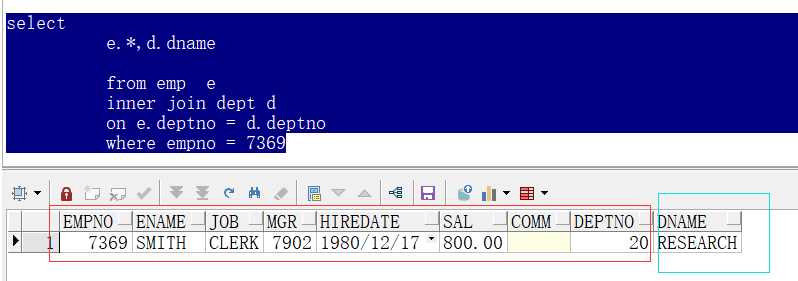 select
e.*,d.dname
from emp  e
inner join dept d
on e.deptno = d.deptno
where empno = 7369
EMPNO ENAME JOB MGR HIREDATE SAL COMM DEPTNO DNAME
1 7369 SMITH CLERK 7902 1980/12/17 800.00 20 RESEARCH